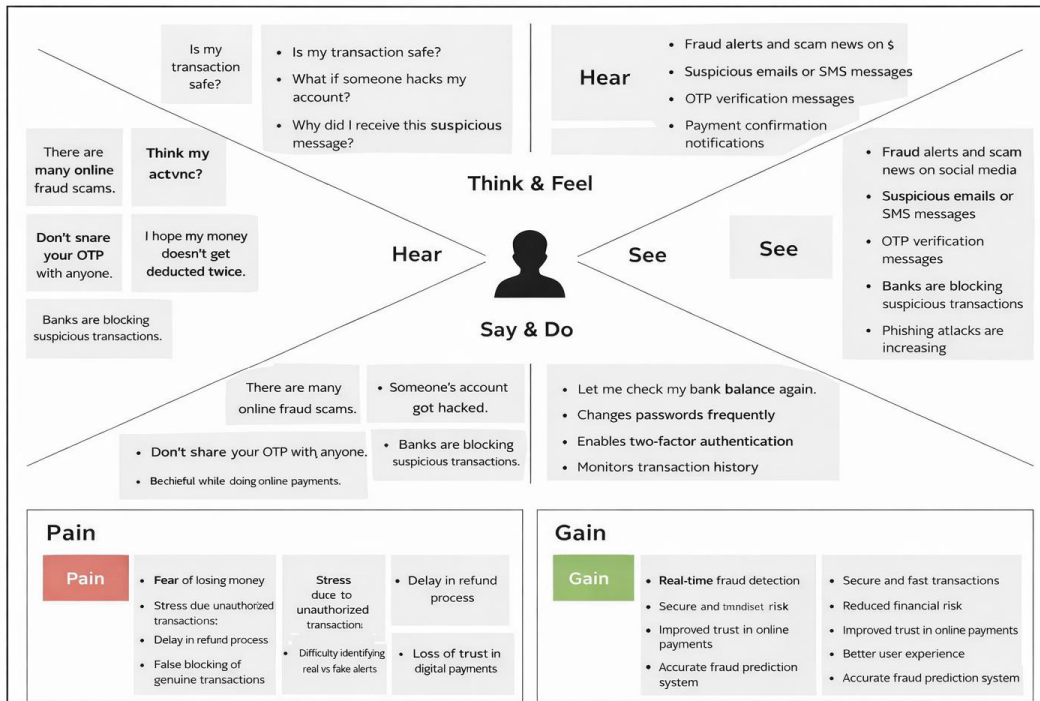 Is my
transaction
safe?
• Is my transaction safe?
• What if someone hacks my
account?
• Why did I receive this suspicious
message?
Hear
• Fraud alerts and scam news on $
• Suspicious emails or SMS messages
• OTP verification messages
• Payment confirmation
notifications
There are
many online
fraud scams.
Think my
actvnc?
Don't snare
your OTP
with anyone.
I hope my money
doesn't get
deducted twice.
Banks are blocking
suspicious transactions.
Think & Feel
Hear
See
Say & Do
See
• Fraud alerts and scam
news on social media
• Suspicious emails or
SMS messages
• OTP verification
messages
• Banks are blocking
suspicious transactions
• Phishing attacks are
increasing
There are many
online fraud scams.
• Someone's account
got hacked.
• Don't share your OTP with anyone.
• Bechieful while doing online payments.
• Banks are blocking
suspicious transactions.
• Let me check my bank balance again.
• Changes passwords frequently
• Enables two-factor authentication
• Monitors transaction history
Pain
Pain
• Fear of losing money
• Stress due unauthorized
transactions:
• Delay in refund process
• False blocking of
genuine transactions
Stress
duce to
unauthorized
transaction:
• Difficulty identifying
real vs fake alerts
• Delay in refund
process
• Loss of trust in
digital payments
Gain
Gain
• Real-time fraud detection
• Secure and tmndiset risk
• Improved trust in online
payments
• Accurate fraud prediction
system
• Secure and fast transactions
• Reduced financial risk
• Improved trust in online payments
• Better user experience
• Accurate fraud prediction system